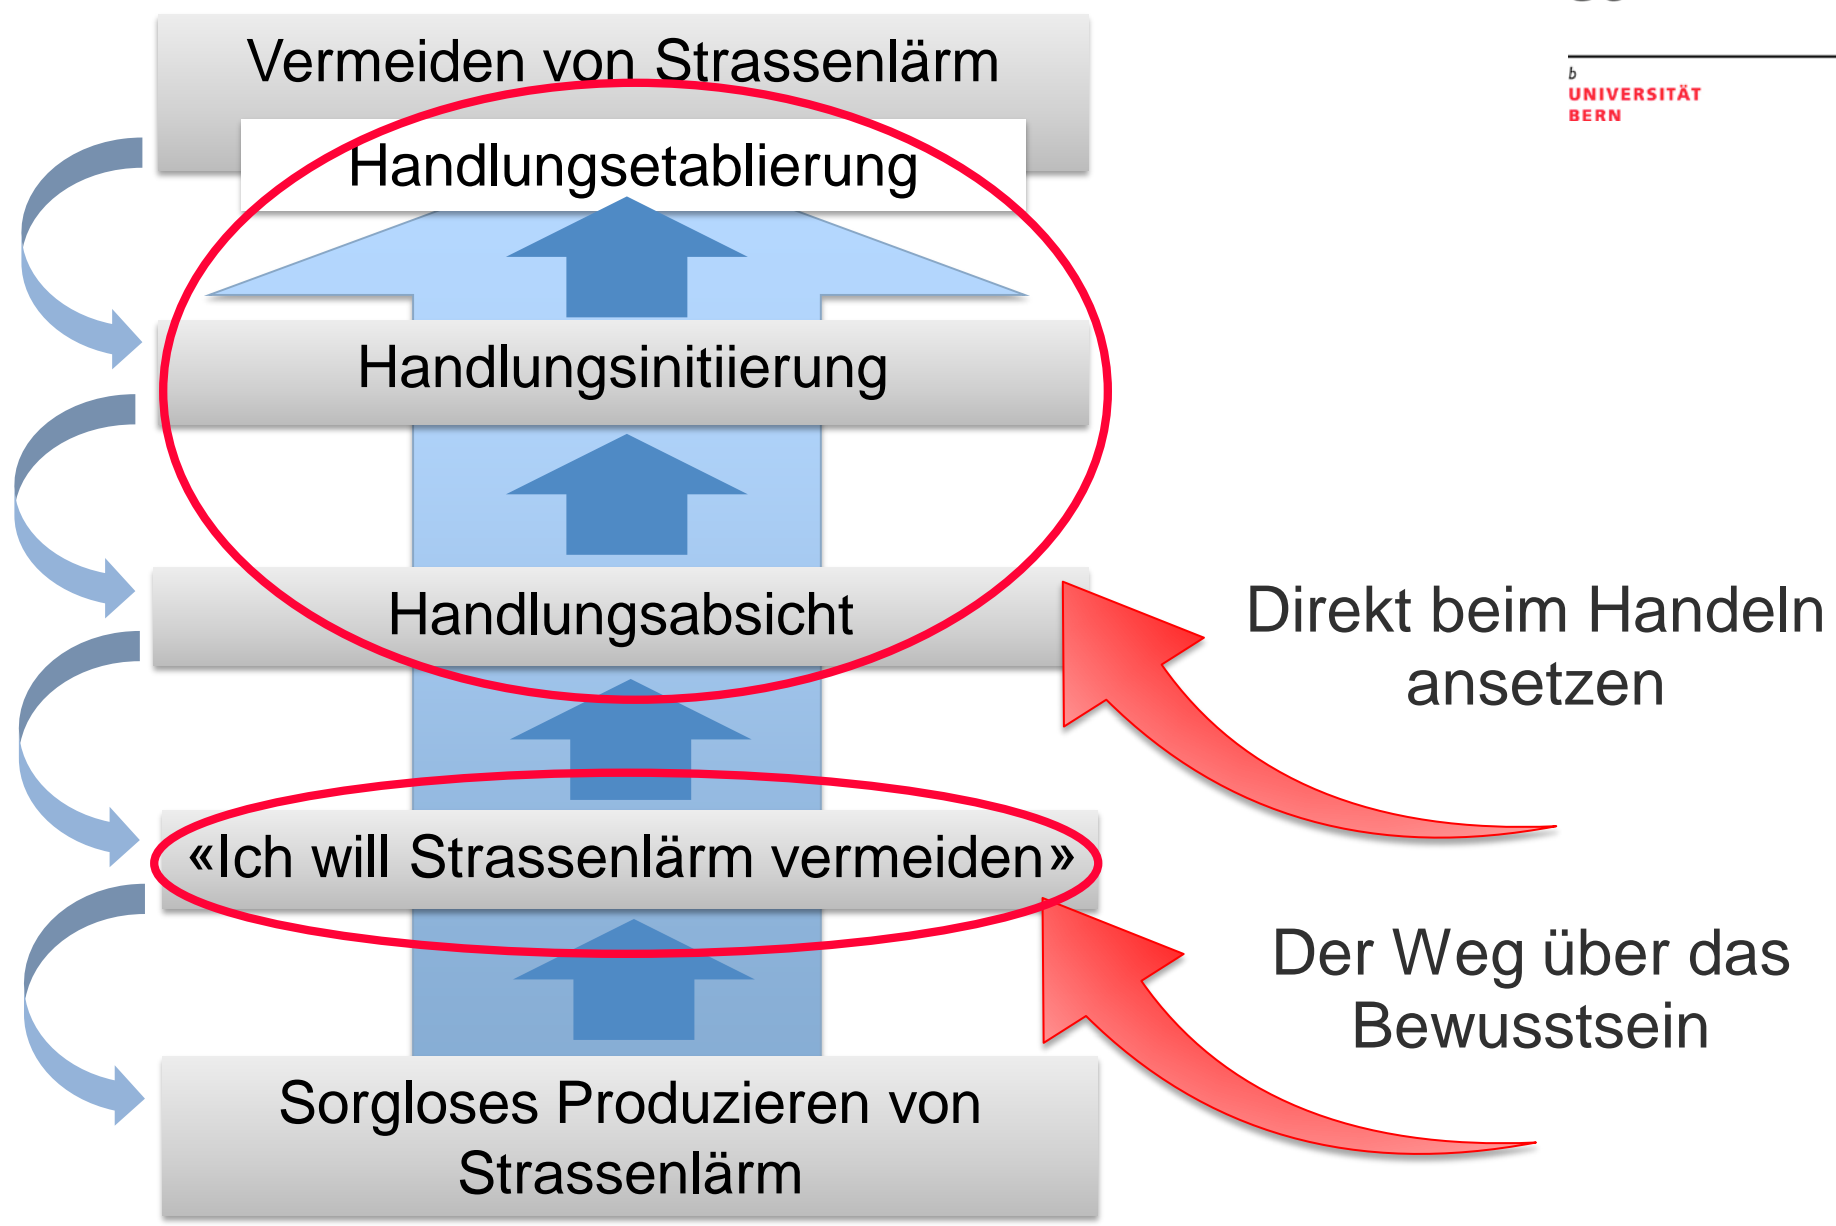 Vermeiden von Strassenlärm
Handlungsetablierung
Handlungsinitiierung
Handlungsabsicht
«Ich will Strassenlärm vermeiden»
Sorgloses Produzieren von
Strassenlärm
Direkt beim Handeln
ansetzen
Der Weg über das
Bewusstsein
b
UNIVERSITÄT
BERN